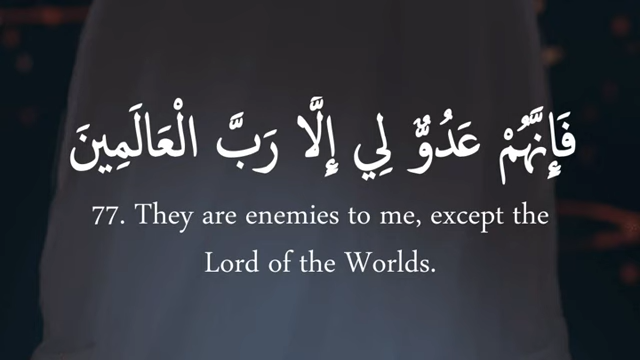 فَإِنَّهُمْ عَدُوٌّ لِي إِلَّا رَبَّ الْعَالَمِينَ
77. They are enemies to me, except the
Lord of the Worlds.